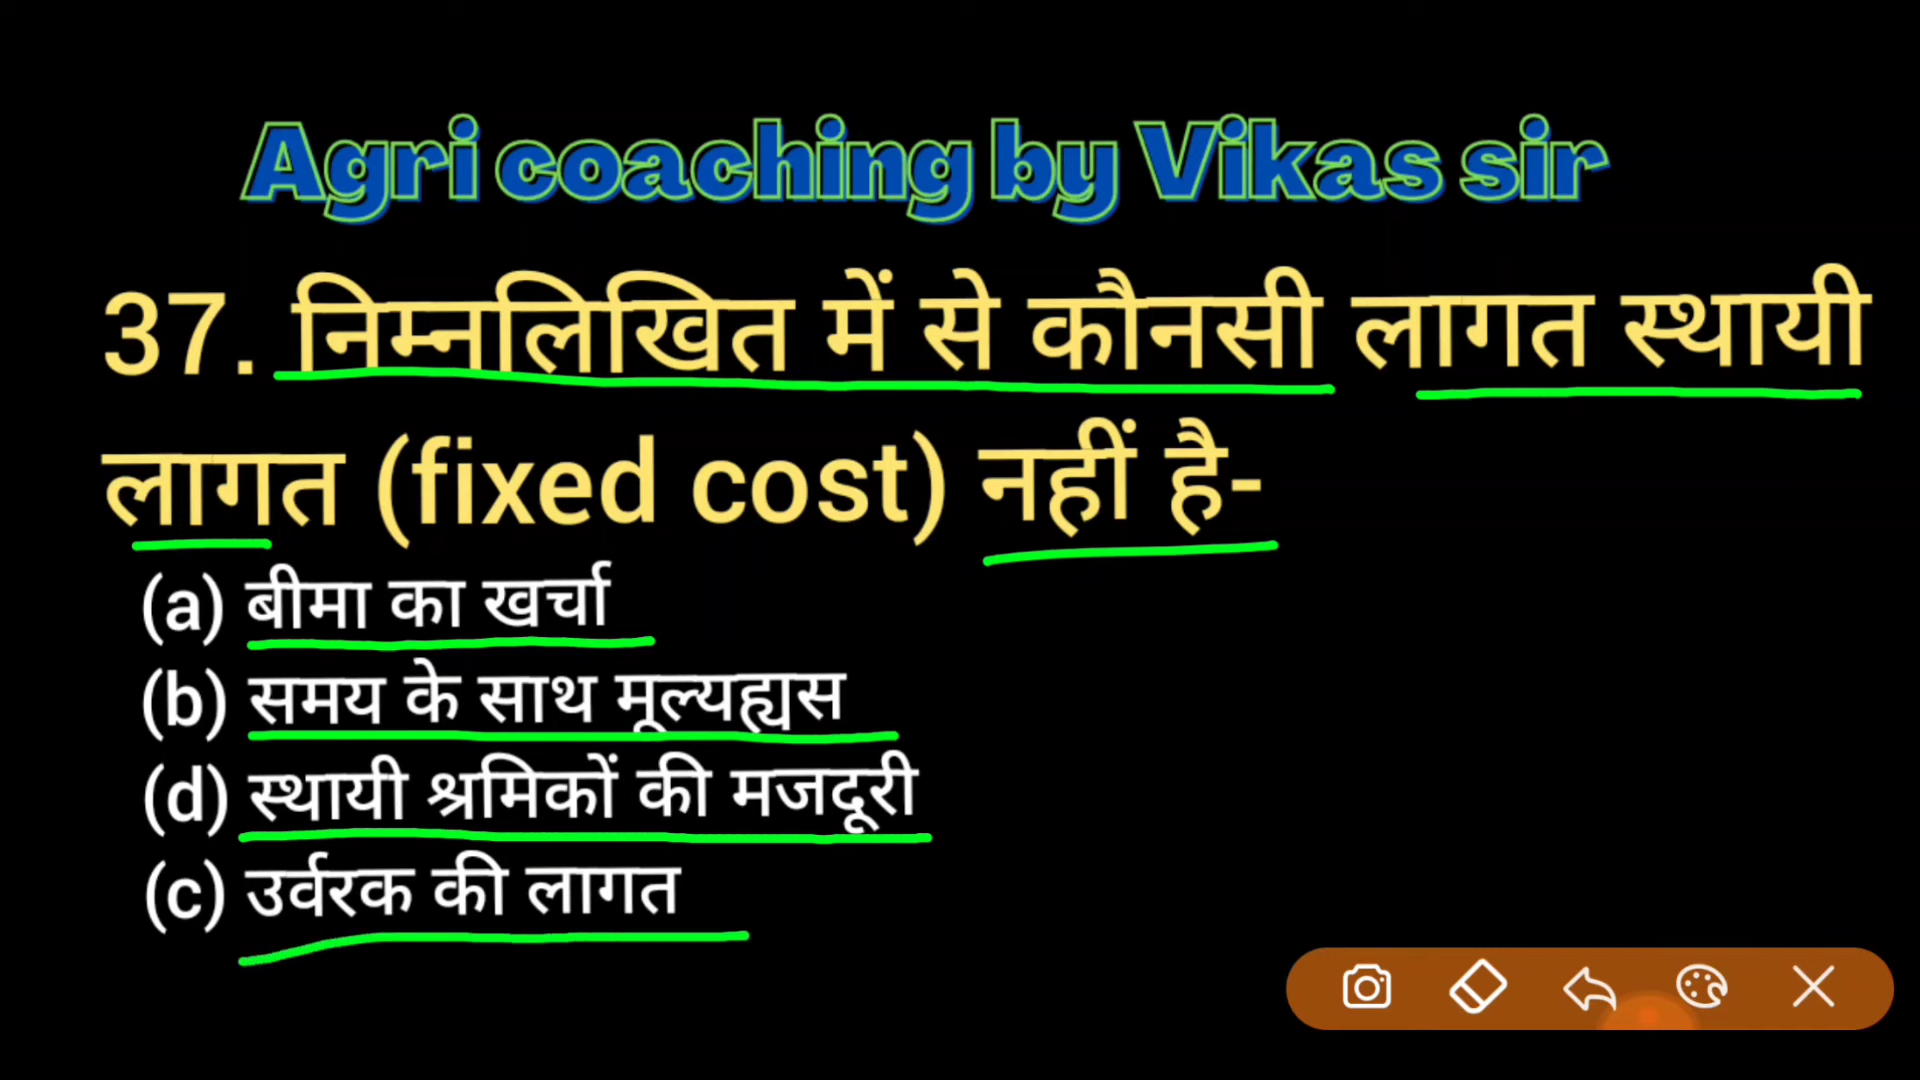 Agri coaching by Vikas sir
37. निम्नलिखित में से कौनसी लागत स्थायी
लागत (fixed cost) नहीं है-
(a) बीमा का खर्चा
(b) समय के साथ मूल्यह्यस
(d) स्थायी श्रमिकों की मजदूरी
(c) उर्वरक की लागत